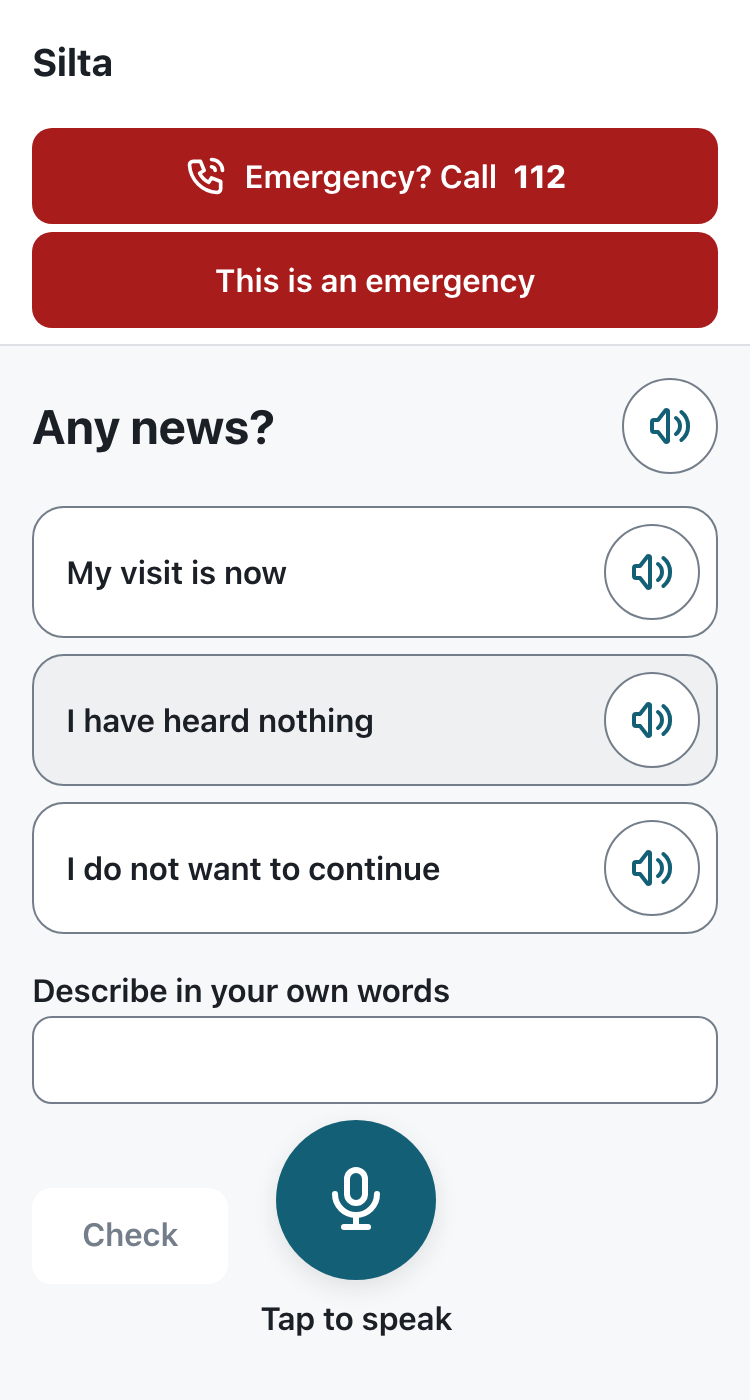 Silta
Emergency? Call 112
This is an emergency
Any news?
My visit is now
I have heard nothing
I do not want to continue
Describe in your own words
Check
Tap to speak